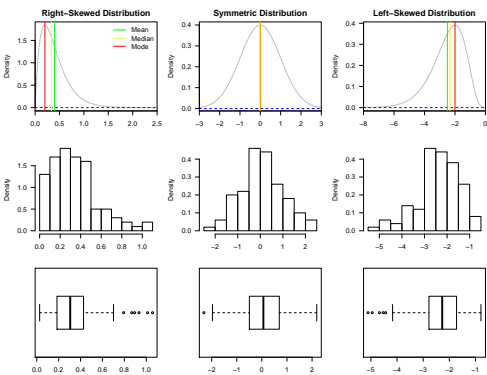 Right-Skewed Distribution
Symmetric Distribution
Left-Skewed Distribution
Density
1.5
1.0
0.5
0.0
Mean
Median
Mode
0.0 0.5 1.0 1.5 2.0 2.5
Density
0.4
0.3
0.2
0.1
0.0
-3 -2 -1 0 1 2 3
Density
0.4
0.3
0.2
0.1
0.0
-8 -6 -4 -2 0
Density
1.5
1.0
0.5
0.0
0.0 0.2 0.4 0.6 0.8 1.0
Density
0.4
0.3
0.2
0.1
0.0
-2 -1 0 1 2
Density
0.4
0.3
0.2
0.1
0.0
-5 -4 -3 -2 -1
0.0 0.2 0.4 0.6 0.8 1.0
-2 -1 0 1 2
-5 -4 -3 -2 -1